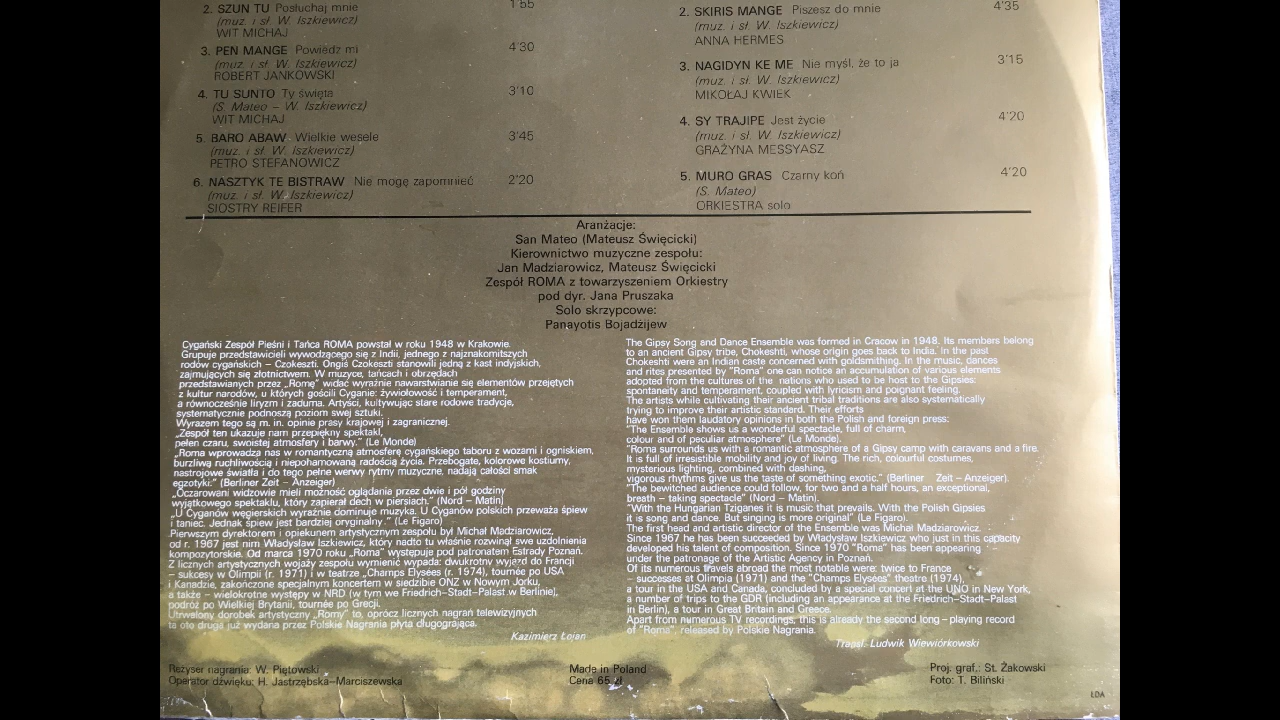 2. SZUN TU Posłuchaj mnie 1'55
(muz. i sł. W. Iszkiewicz)
WIT MICHAJ
3. PEN MANGE Powiedz mi 4'30
(muz. i sł. W. Iszkiewicz)
ROBERT JANKOWSKI
4. TU SUNTO Ty święta 3'10
(S. Mateo – W. Iszkiewicz)
WIT MICHAJ
5. BARO ABAW Wielkie wesele 3'45
(muz. i sł. W. Iszkiewicz)
PETRO STEFANOWICZ
6. NASZTYK TE BISTRAW Nie mogę zapomnieć 2'20
(muz. i sł. W. Iszkiewicz)
SIOSTRY REIFER
2. SKIRIS MANGE Piszesz do mnie 4'35
(muz. i sł. W. Iszkiewicz)
ANNA HERMES
3. NAGIDYN KE ME Nie myśl, że to ja 3'15
(muz. i sł. W. Iszkiewicz)
MIKOŁAJ KWIEK
4. SY TRAJIPE Jest życie 4'20
(muz. i sł. W. Iszkiewicz)
GRAŻYNA MESSYASZ
5. MURO GRAS Czarny koń 4'20
(S. Mateo)
ORKIESTRA solo
Aranżacje:
San Mateo (Mateusz Święcicki)
Kierownictwo muzyczne zespołu:
Jan Madziarowicz, Mateusz Święcicki
Zespół ROMA z towarzyszeniem Orkiestry
pod dyr. Jana Pruszaka
Solo skrzypcowe:
Panayotis Bojadżijew
Cygański Zespół Pieśni i Tańca ROMA powstał w roku 1948 w Krakowie.
Grupuje przedstawicieli wywodzącego się z Indii, jednego z najznakomitszych
rodów cygańskich – Czokeszti. Ongiś Czokeszti stanowili jedną z kast indyjskich,
zajmujących się złotnictwem. W muzyce, tańcach i obrzędach
przedstawianych przez „Romę" widać wyraźnie nawarstwianie się elementów przejętych
z kultur narodów, u których gościli Cyganie: żywiołowość i temperament,
a równocześnie liryzm i zaduma. Artyści, kultywując stare rodowe tradycje,
systematycznie podnoszą poziom swej sztuki.
Wyrazem tego są m. in. opinie prasy krajowej i zagranicznej.
„Zespół ten ukazuje nam przepiękny spektakl,
pełen czaru, swoistej atmosfery i barwy." (Le Monde)
„Roma wprowadza nas w romantyczną atmosferę cygańskiego taboru z wozami i ogniskiem,
burzliwą ruchliwością i niepohamowaną radością życia. Przebogate, kolorowe kostiumy,
nastrojowe światła i do tego pełne werwy rytmy muzyczne, nadają całości smak
egzotyki." (Berliner Zeit – Anzeiger)
„Oczarowani widzowie mieli możność oglądania przez dwie i pół godziny
wyjątkowego spektaklu, który zapierał dech w piersiach." (Nord – Matin)
„U Cyganów węgierskich wyraźnie dominuje muzyka. U Cyganów polskich przeważa śpiew
i taniec. Jednak śpiew jest bardziej oryginalny." (Le Figaro)
Pierwszym dyrektorem i opiekunem artystycznym zespołu był Michał Madziarowicz,
od r. 1967 jest nim Władysław Iszkiewicz, który nadto tu właśnie rozwinął swe uzdolnienia
kompozytorskie. Od marca 1970 roku „Roma" występuje pod patronatem Estrady Poznań.
Z licznych artystycznych wojaży zespołu wymienić wypada: dwukrotny wyjazd do Francji
– sukcesy w Olimpii (r. 1971) i w teatrze „Champs Elysées (r. 1974), tournée po USA
i Kanadzie, zakończone specjalnym koncertem w siedzibie ONZ w Nowym Jorku,
a także – wielokrotne występy w NRD (w tym we Friedrich–Stadt–Palast w Berlinie),
podróż po Wielkiej Brytanii, tournée po Grecji.
Utrwalony dorobek artystyczny „Romy" to, oprócz licznych nagrań telewizyjnych
ta oto druga już wydana przez Polskie Nagrania płyta długogrająca.
Kazimierz Łojan
The Gipsy Song and Dance Ensemble was formed in Cracow in 1948. Its members belong
to an ancient Gipsy tribe, Chokeshti, whose origin goes back to India. In the past
Chokeshti were an Indian caste concerned with goldsmithing. In the music, dances
and rites presented by "Roma" one can notice an accumulation of various elements
adopted from the cultures of the nations who used to be host to the Gipsies:
spontaneity and temperament, coupled with lyricism and poignant feeling.
The artists while cultivating their ancient tribal traditions are also systematically
trying to improve their artistic standard. Their efforts
have won them laudatory opinions in both the Polish and foreign press:
"The Ensemble shows us a wonderful spectacle, full of charm,
colour and of peculiar atmosphere" (Le Monde).
"Roma surrounds us with a romantic atmosphere of a Gipsy camp with caravans and a fire.
It is full of irresistible mobility and joy of living. The rich, colourful costumes,
mysterious lighting, combined with dashing,
vigorous rhythms give us the taste of something exotic." (Berliner Zeit – Anzeiger).
"The bewitched audience could follow, for two and a half hours, an exceptional,
breath – taking spectacle" (Nord – Matin).
"With the Hungarian Tziganes it is music that prevails. With the Polish Gipsies
it is song and dance. But singing is more original" (Le Figaro).
The first head and artistic director of the Ensemble was Michał Madziarowicz.
Since 1967 he has been succeeded by Władysław Iszkiewicz who just in this capacity
developed his talent of composition. Since 1970 "Roma" has been appearing –
under the patronage of the Artistic Agency in Poznań.
Of its numerous travels abroad the most notable were: twice to France
– successes at Olimpia (1971) and the "Champs Elysées" theatre (1974),
a tour in the USA and Canada, concluded by a special concert at the UNO in New York,
a number of trips to the GDR (including an appearance at the Friedrich–Stadt–Palast
in Berlin), a tour in Great Britain and Greece.
Apart from numerous TV recordings, this is already the second long – playing record
of "Roma", released by Polskie Nagrania.
Transl. Ludwik Wiewiórkowski
Reżyser nagrania: W. Piętowski
Operator dźwięku: H. Jastrzębska–Marciszewska
Made in Poland
Cena 65 zł
Proj. graf.: St. Żakowski
Foto: T. Biliński
LDA